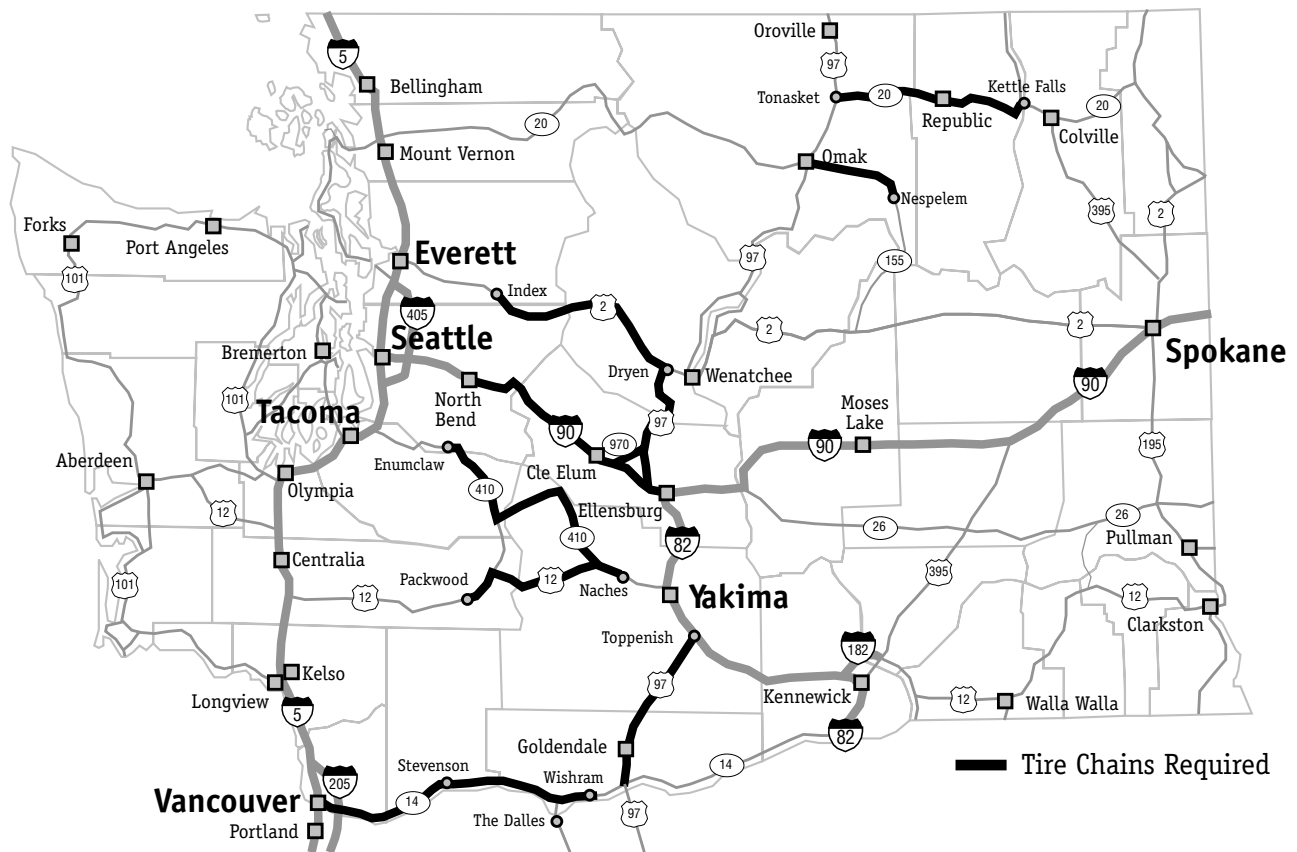 Oroville
5
97
Bellingham
Tonasket
20
Kettle Falls
20
Republic
Colville
20
Mount Vernon
Omak
Nespelem
Forks
Port Angeles
395
2
Everett
101
97
155
Index
2
405
Seattle
2
2
Bremerton
Spokane
Dryen
Wenatchee
North
Bend
90
101
Tacoma
97
Moses
Lake
90
970
90
195
Aberdeen
Enumclaw
Cle Elum
Olympia
410
Ellensburg
12
26
26
410
82
Pullman
Centralia
395
101
Packwood
12
12
Naches
Yakima
12
Clarkston
Toppenish
182
Kelso
97
Kennewick
Longview
12
Walla Walla
5
82
Goldendale
14
Stevenson
Wishram
Tire Chains Required
205
Vancouver
14
The Dalles
97
Portland